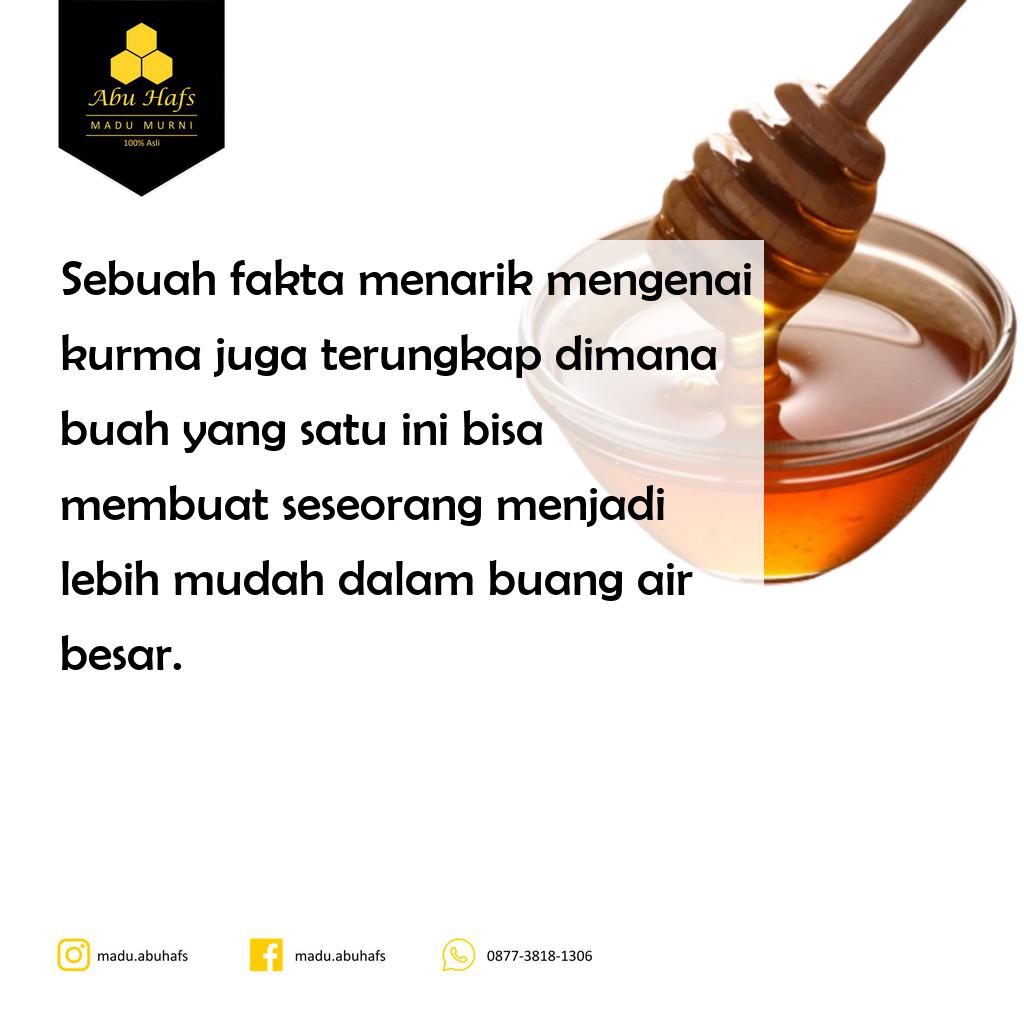 Abu Hafs
MADU MURNI
100% Asli
Sebuah fakta menarik mengenai
kurma juga terungkap dimana
buah yang satu ini bisa
membuat seseorang menjadi
lebih mudah dalam buang air
besar.
madu.abuhafs madu.abuhafs 0877-3818-1306